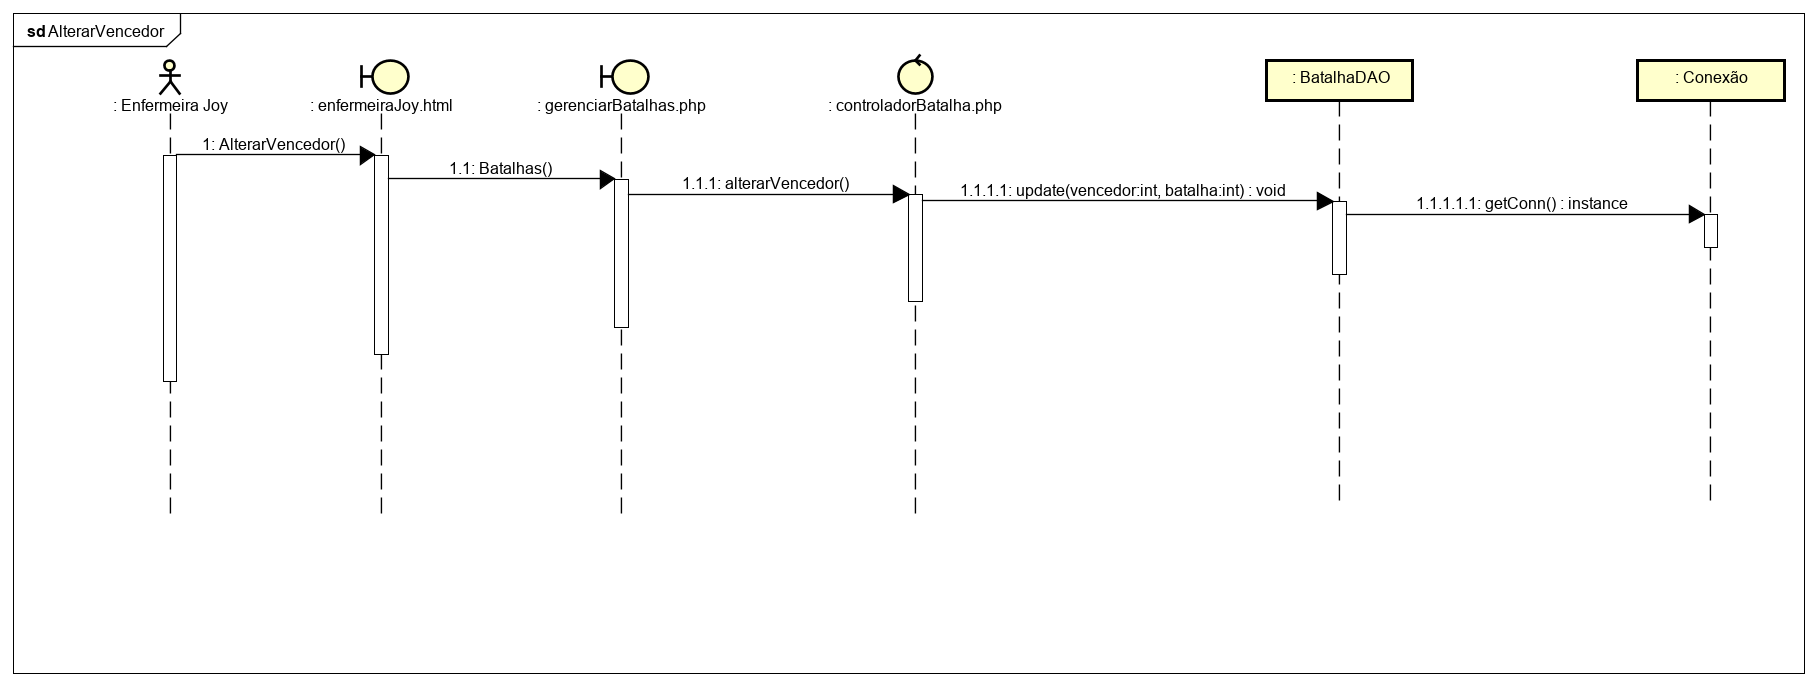 sd AlterarVencedor
: Enfermeira Joy
: enfermeiraJoy.html
: gerenciarBatalhas.php
: controladorBatalha.php
: BatalhaDAO
: Conexão
1: AlterarVencedor()
1.1: Batalhas()
1.1.1: alterarVencedor()
1.1.1.1: update(vencedor:int, batalha:int) : void
1.1.1.1.1: getConn() : instance